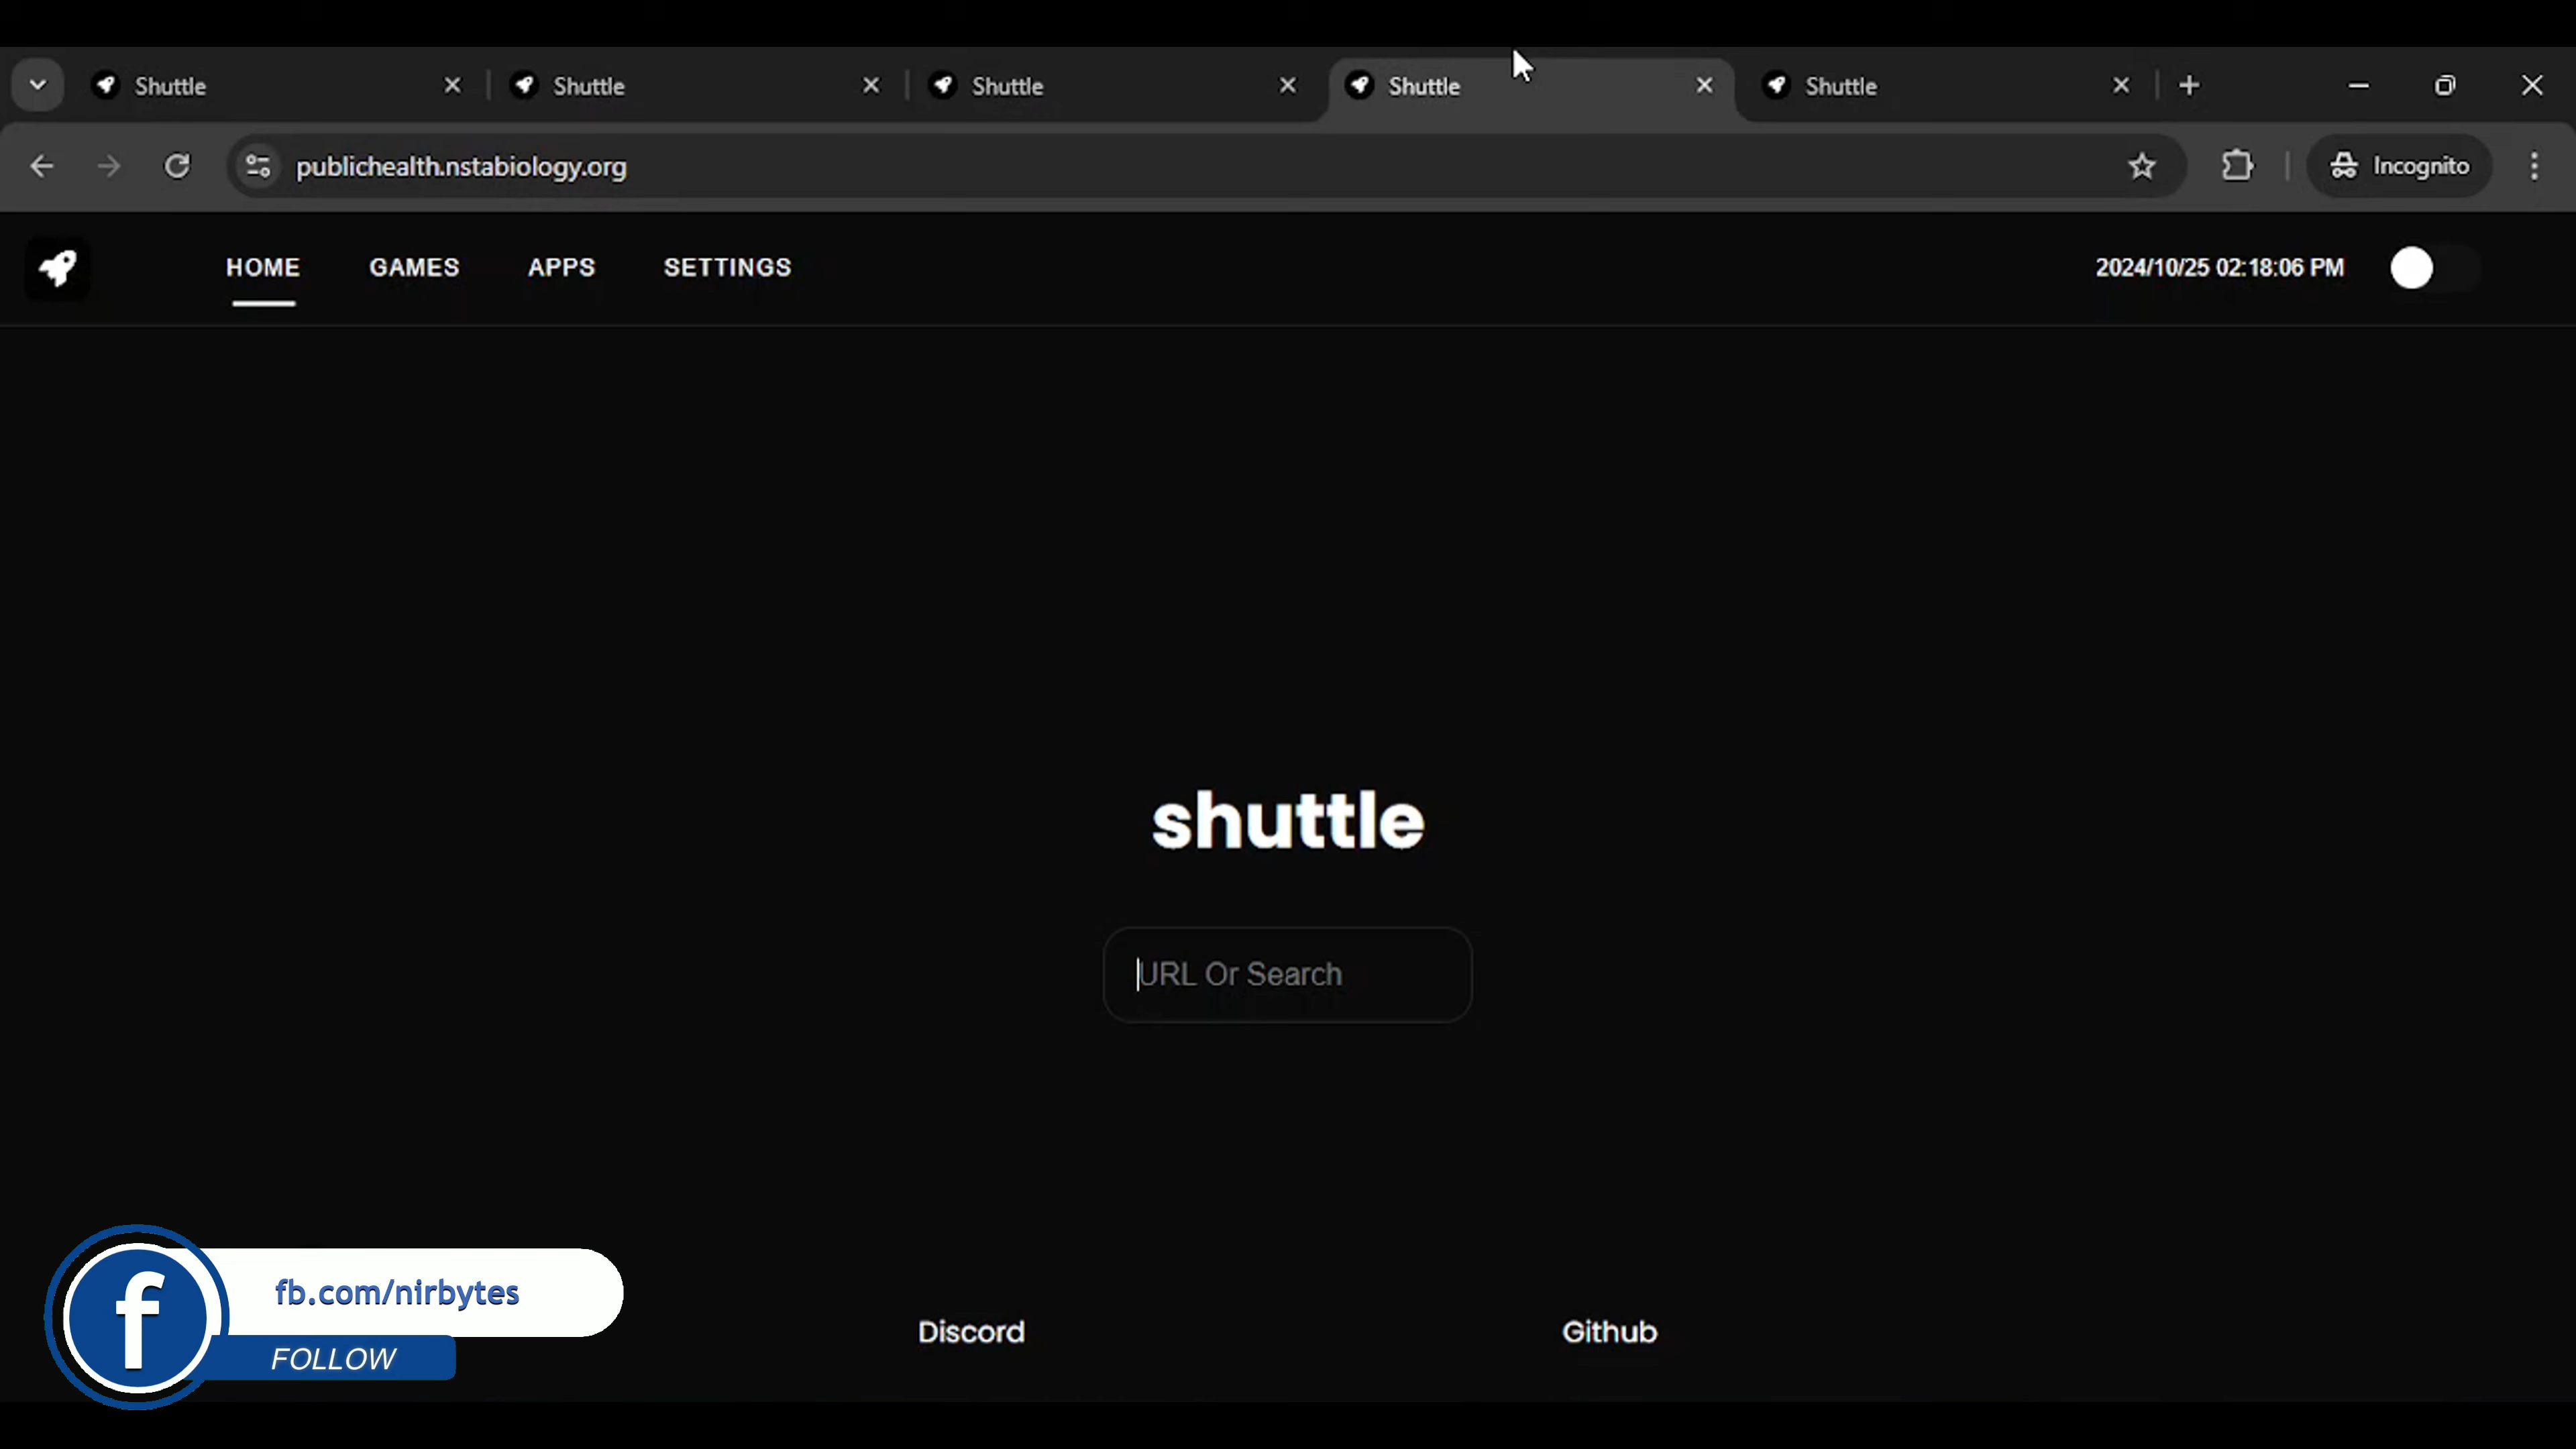 Shuttle Shuttle Shuttle Shuttle Shuttle
publichealth.nstabiology.org Incognito
HOME GAMES APPS SETTINGS 2024/10/25 02:18:06 PM
shuttle
URL Or Search
fb.com/nirbytes
FOLLOW
Discord Github